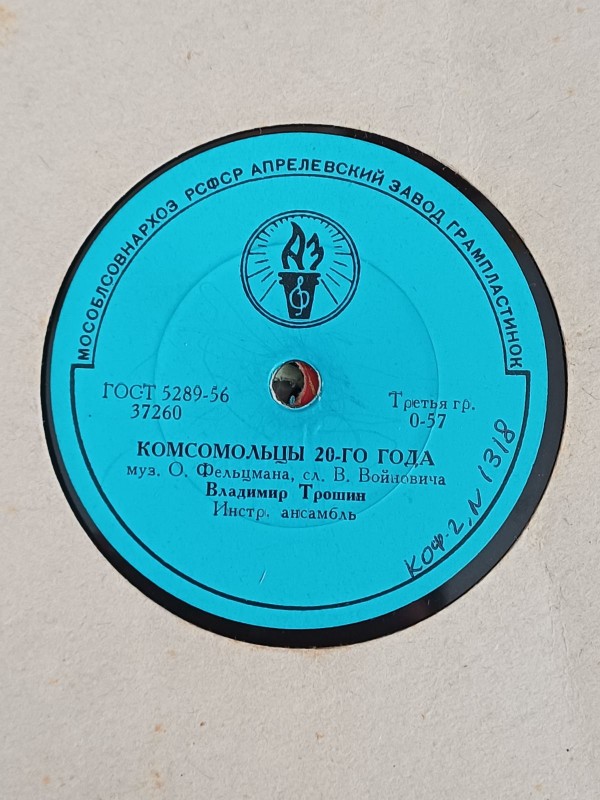 МОСОБЛСОВНАРХОЗ РСФСР АПРЕЛЕВСКИЙ ЗАВОД ГРАМПЛАСТИНОК
АЗ
ГОСТ 5289-56
37260
Третья гр.
0-57
КОМСОМОЛЬЦЫ 20-ГО ГОДА
муз. О. Фельцмана, сл. В. Войновича
Владимир Трошин
Инстр. ансамбль
КОф-2, N 1318